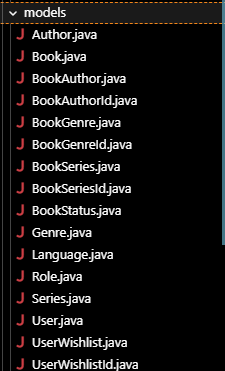 models
Author.java
Book.java
BookAuthor.java
BookAuthorId.java
BookGenre.java
BookGenreId.java
BookSeries.java
BookSeriesId.java
BookStatus.java
Genre.java
Language.java
Role.java
Series.java
User.java
UserWishlist.java
UserWishlistId.java